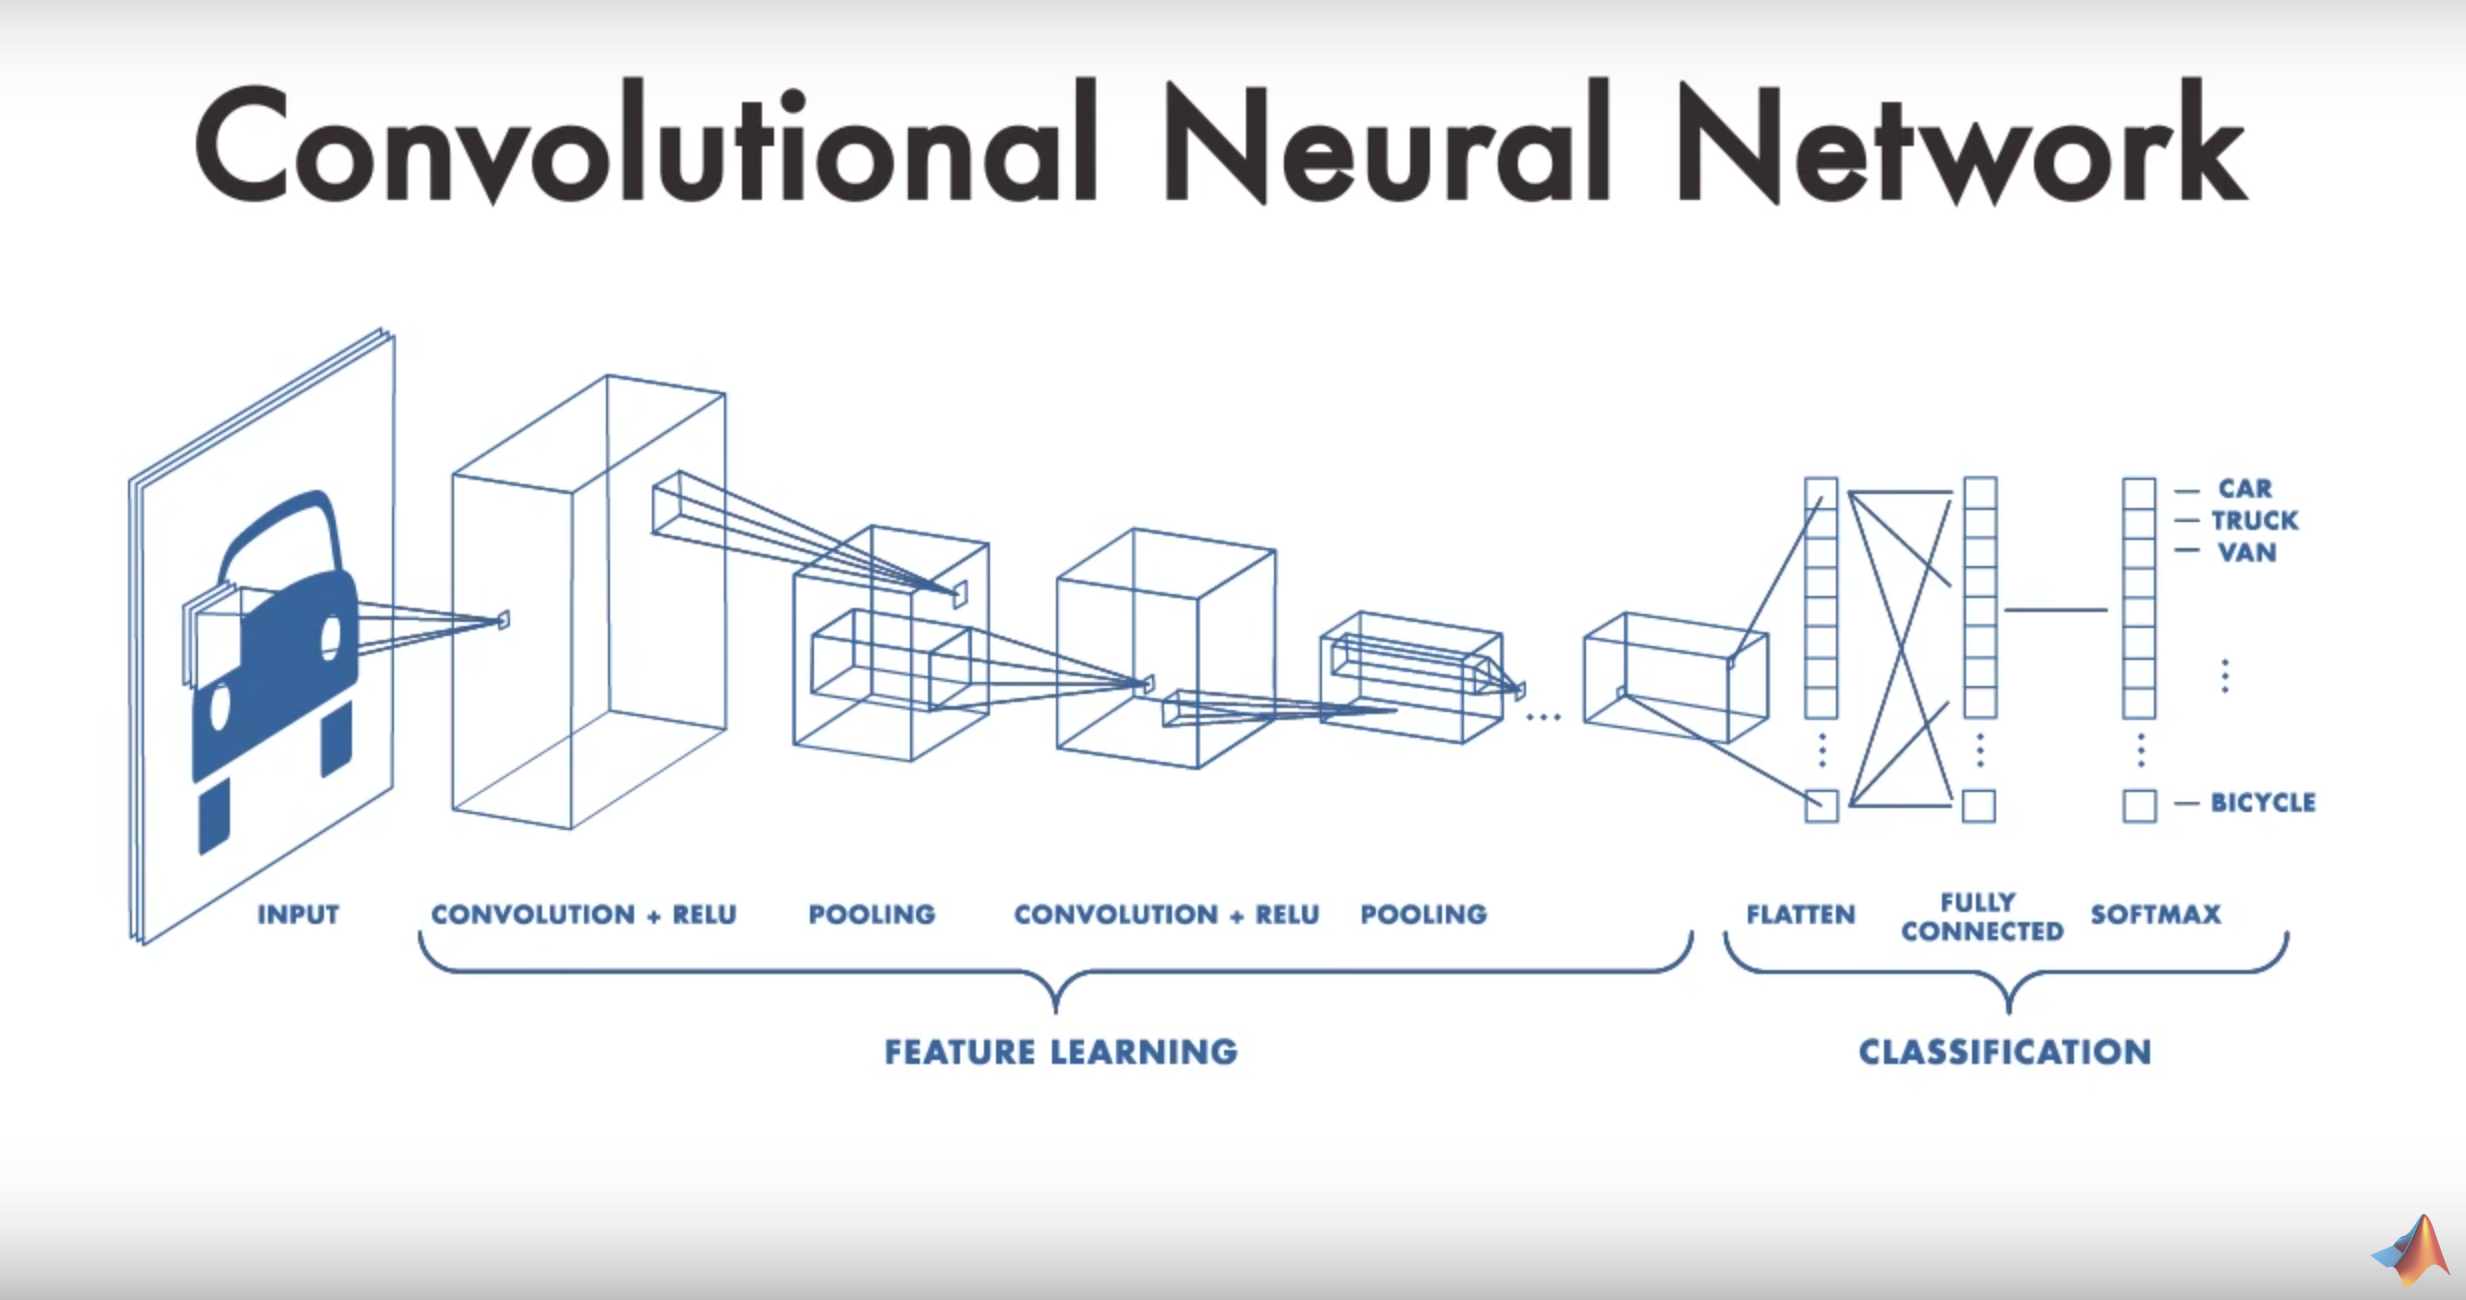 Convolutional Neural Network
CAR
TRUCK
VAN
BICYCLE
INPUT
CONVOLUTION + RELU
POOLING
CONVOLUTION + RELU
POOLING
FLATTEN
FULLY
CONNECTED
SOFTMAX
FEATURE LEARNING
CLASSIFICATION